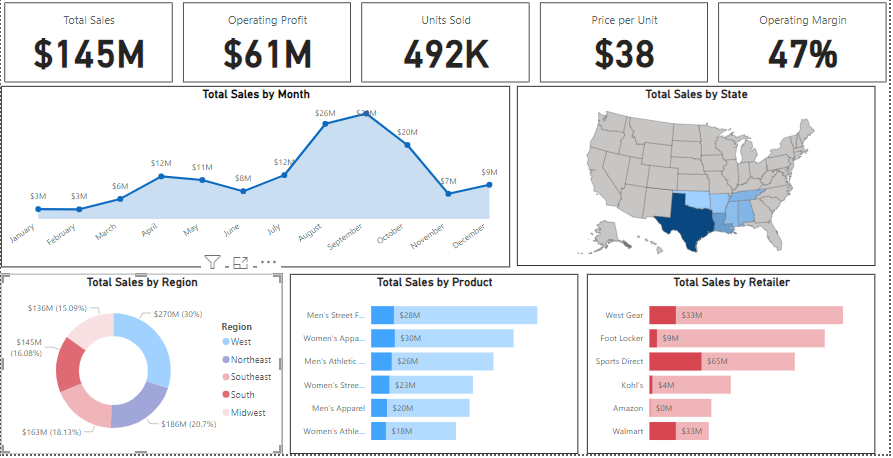 Total Sales
$145M
Operating Profit
$61M
Units Sold
492K
Price per Unit
$38
Operating Margin
47%
Total Sales by Month
$3M
$3M
$6M
$12M
$11M
$8M
$12M
$26M
$20M
$7M
$9M
January
February
March
April
May
June
July
August
September
October
November
December
Total Sales by State
Total Sales by Region
$136M (15.09%)
$270M (30%)
$145M
(16.08%)
$163M (18.13%)
$186M (20.7%)
Region
West
Northeast
Southeast
South
Midwest
Total Sales by Product
Men's Street F... $28M
Women's Appa... $30M
Men's Athletic ... $26M
Women's Stree... $23M
Men's Apparel $20M
Women's Athle... $18M
Total Sales by Retailer
West Gear $33M
Foot Locker $9M
Sports Direct $65M
Kohl's $4M
Amazon $0M
Walmart $33M